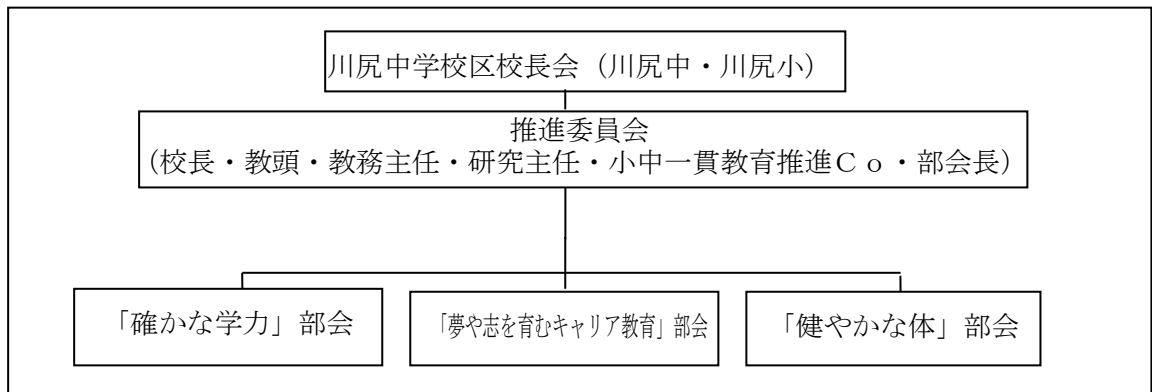 川尻中学校区校長会（川尻中・川尻小）
推進委員会
（校長・教頭・教務主任・研究主任・小中一貫教育推進Ｃｏ・部会長）
「確かな学力」部会
「夢や志を育むキャリア教育」部会
「健やかな体」部会